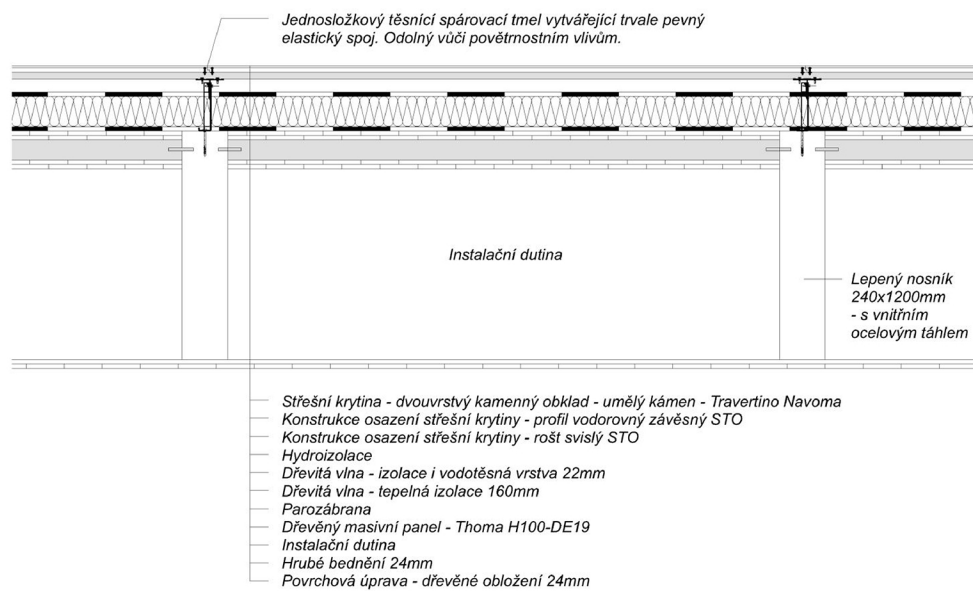 Jednosložkový těsnící spárovací tmel vytvářející trvale pevný
elastický spoj. Odolný vůči povětrnostním vlivům.
Instalační dutina
Lepený nosník
240x1200mm
- s vnitřním
ocelovým táhlem
Střešní krytina - dvouvrstvý kamenný obklad - umělý kámen - Travertino Navoma
Konstrukce osazení střešní krytiny - profil vodorovný závěsný STO
Konstrukce osazení střešní krytiny - rošt svislý STO
Hydroizolace
Dřevitá vlna - izolace i vodotěsná vrstva 22mm
Dřevitá vlna - tepelná izolace 160mm
Parozábrana
Dřevěný masivní panel - Thoma H100-DE19
Instalační dutina
Hrubé bednění 24mm
Povrchová úprava - dřevěné obložení 24mm